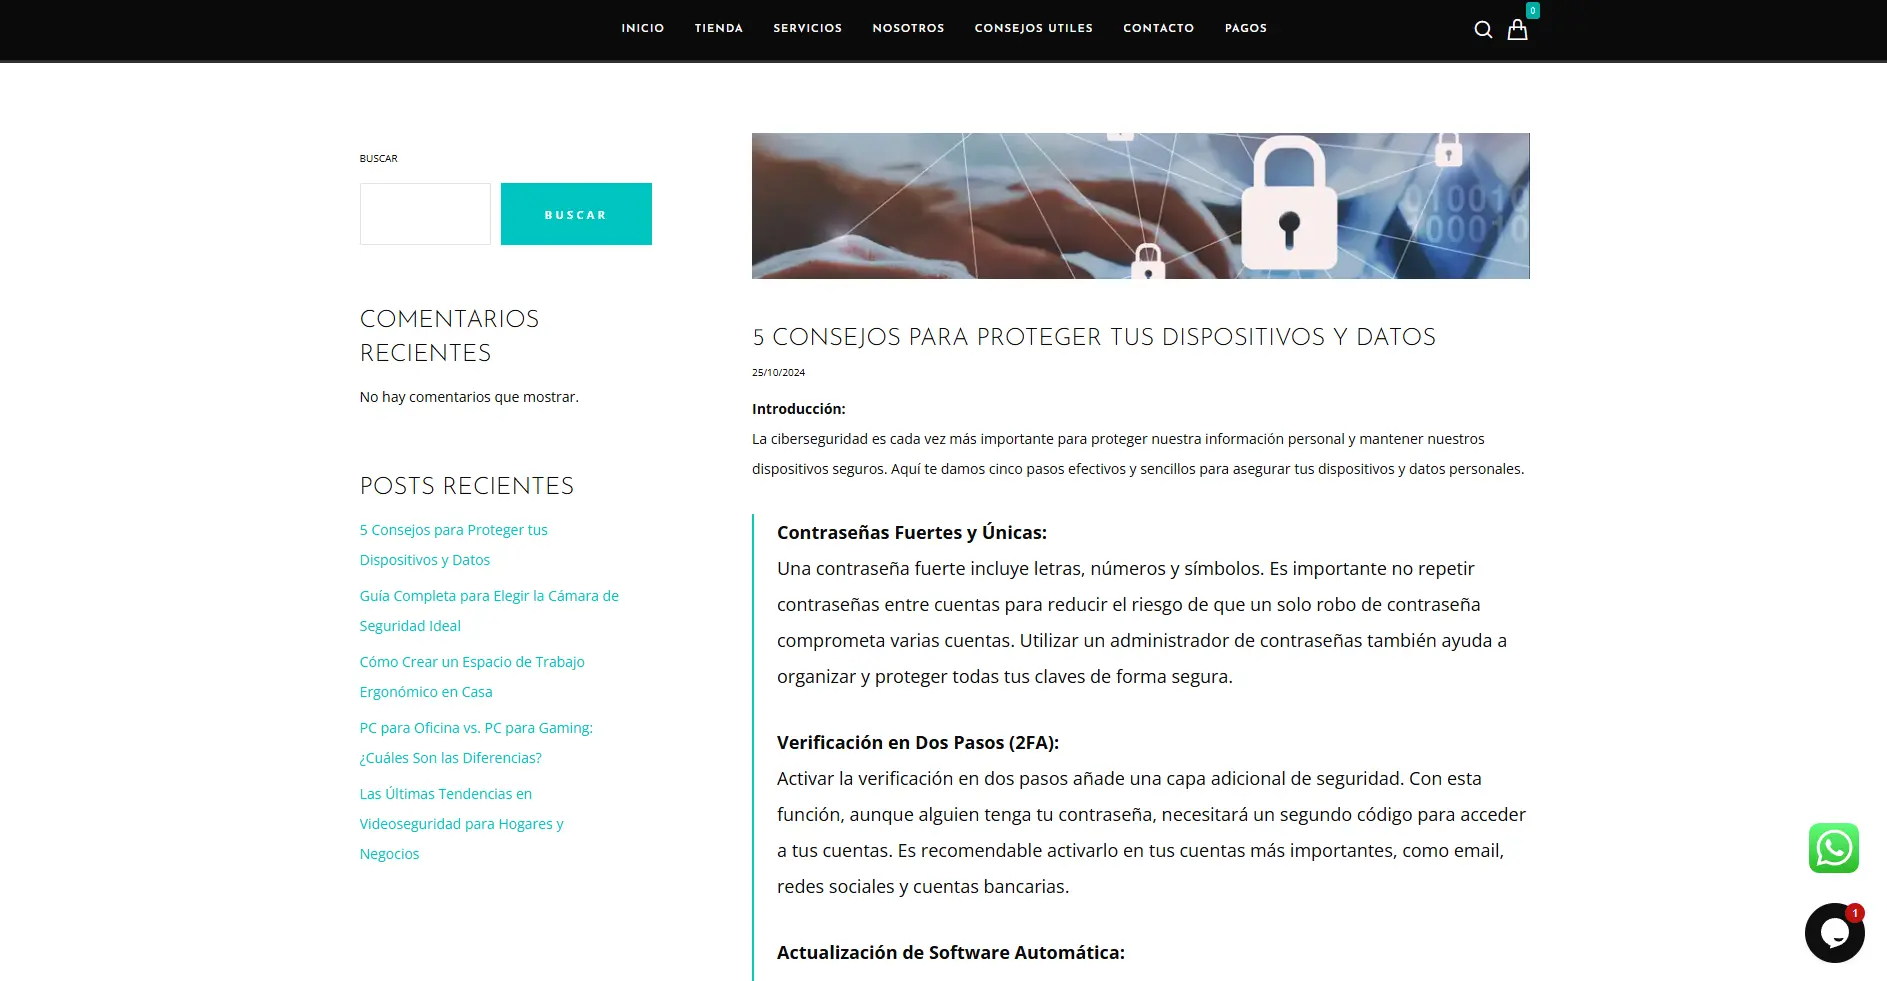 INICIO TIENDA SERVICIOS NOSOTROS CONSEJOS UTILES CONTACTO PAGOS
0
BUSCAR
BUSCAR
COMENTARIOS
RECIENTES
No hay comentarios que mostrar.
POSTS RECIENTES
5 Consejos para Proteger tus
Dispositivos y Datos
Guía Completa para Elegir la Cámara de
Seguridad Ideal
Cómo Crear un Espacio de Trabajo
Ergonómico en Casa
PC para Oficina vs. PC para Gaming:
¿Cuáles Son las Diferencias?
Las Últimas Tendencias en
Videoseguridad para Hogares y
Negocios
010010
100010
5 CONSEJOS PARA PROTEGER TUS DISPOSITIVOS Y DATOS
25/10/2024
Introducción:
La ciberseguridad es cada vez más importante para proteger nuestra información personal y mantener nuestros
dispositivos seguros. Aquí te damos cinco pasos efectivos y sencillos para asegurar tus dispositivos y datos personales.
Contraseñas Fuertes y Únicas:
Una contraseña fuerte incluye letras, números y símbolos. Es importante no repetir
contraseñas entre cuentas para reducir el riesgo de que un solo robo de contraseña
comprometa varias cuentas. Utilizar un administrador de contraseñas también ayuda a
organizar y proteger todas tus claves de forma segura.
Verificación en Dos Pasos (2FA):
Activar la verificación en dos pasos añade una capa adicional de seguridad. Con esta
función, aunque alguien tenga tu contraseña, necesitará un segundo código para acceder
a tus cuentas. Es recomendable activarlo en tus cuentas más importantes, como email,
redes sociales y cuentas bancarias.
Actualización de Software Automática:
1